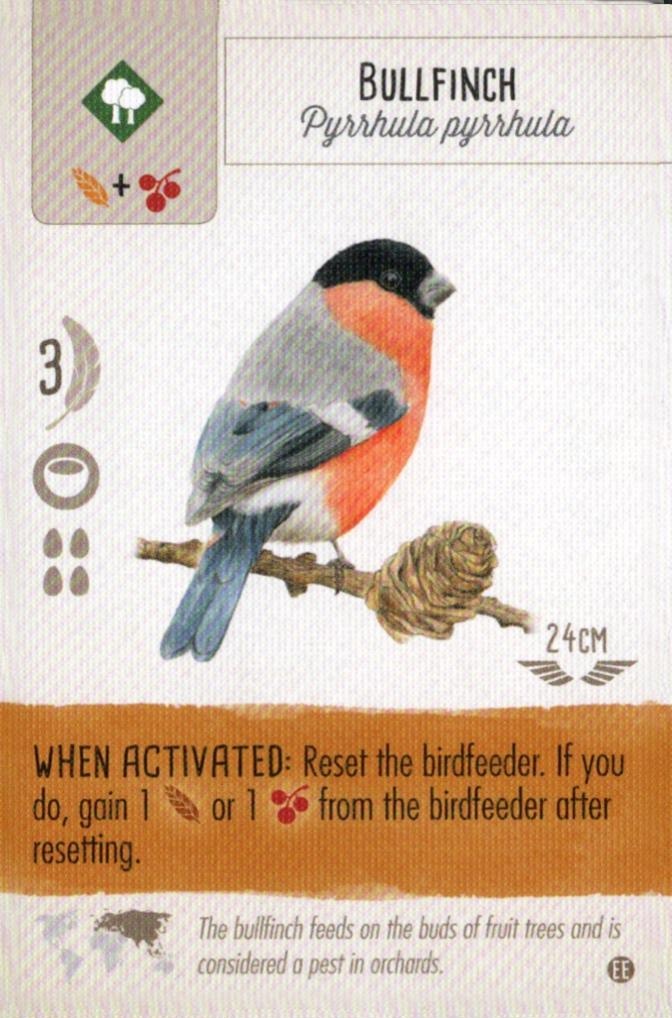 BULLFINCH
Pyrrhula pyrrhula
+
3
24CM
WHEN ACTIVATED: Reset the birdfeeder. If you
do, gain 1 or 1 from the birdfeeder after
resetting.
The bullfinch feeds on the buds of fruit trees and is
considered a pest in orchards.
EE